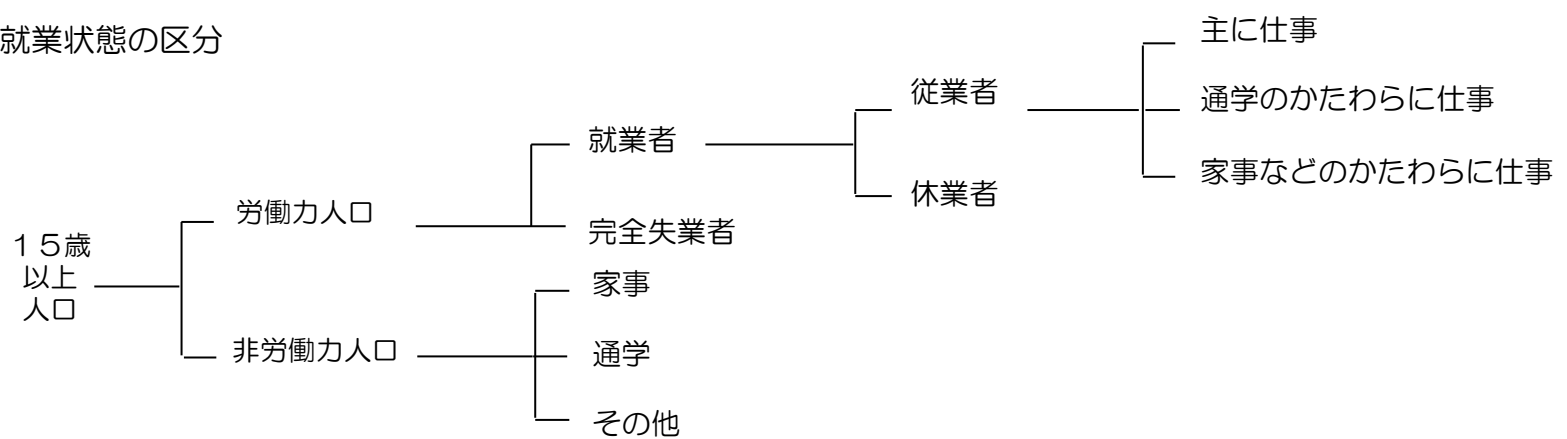 就業状態の区分
主に仕事
従業者
通学のかたわらに仕事
就業者
家事などのかたわらに仕事
休業者
労働力人口
完全失業者
１５歳
以上
人口
家事
非労働力人口
通学
その他